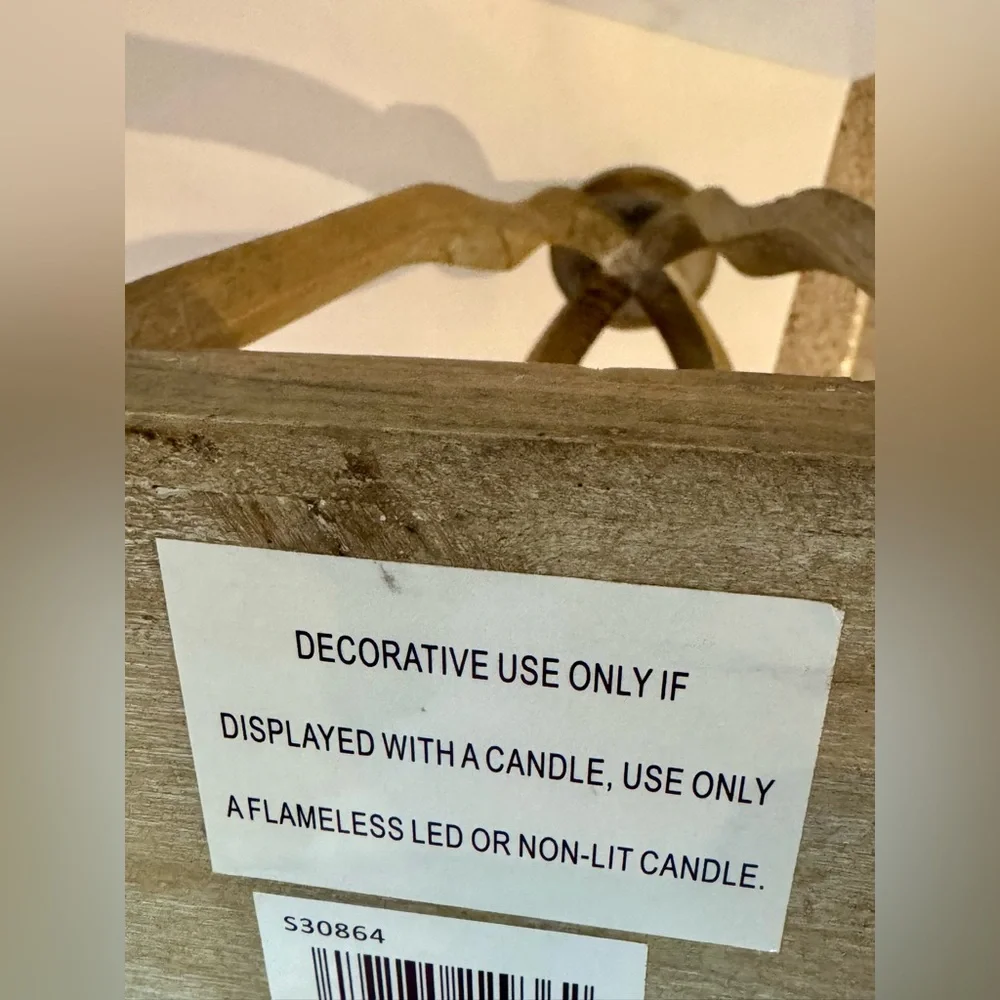 DECORATIVE USE ONLY IF
DISPLAYED WITH A CANDLE, USE ONLY
A FLAMELESS LED OR NON-LIT CANDLE.
S30864